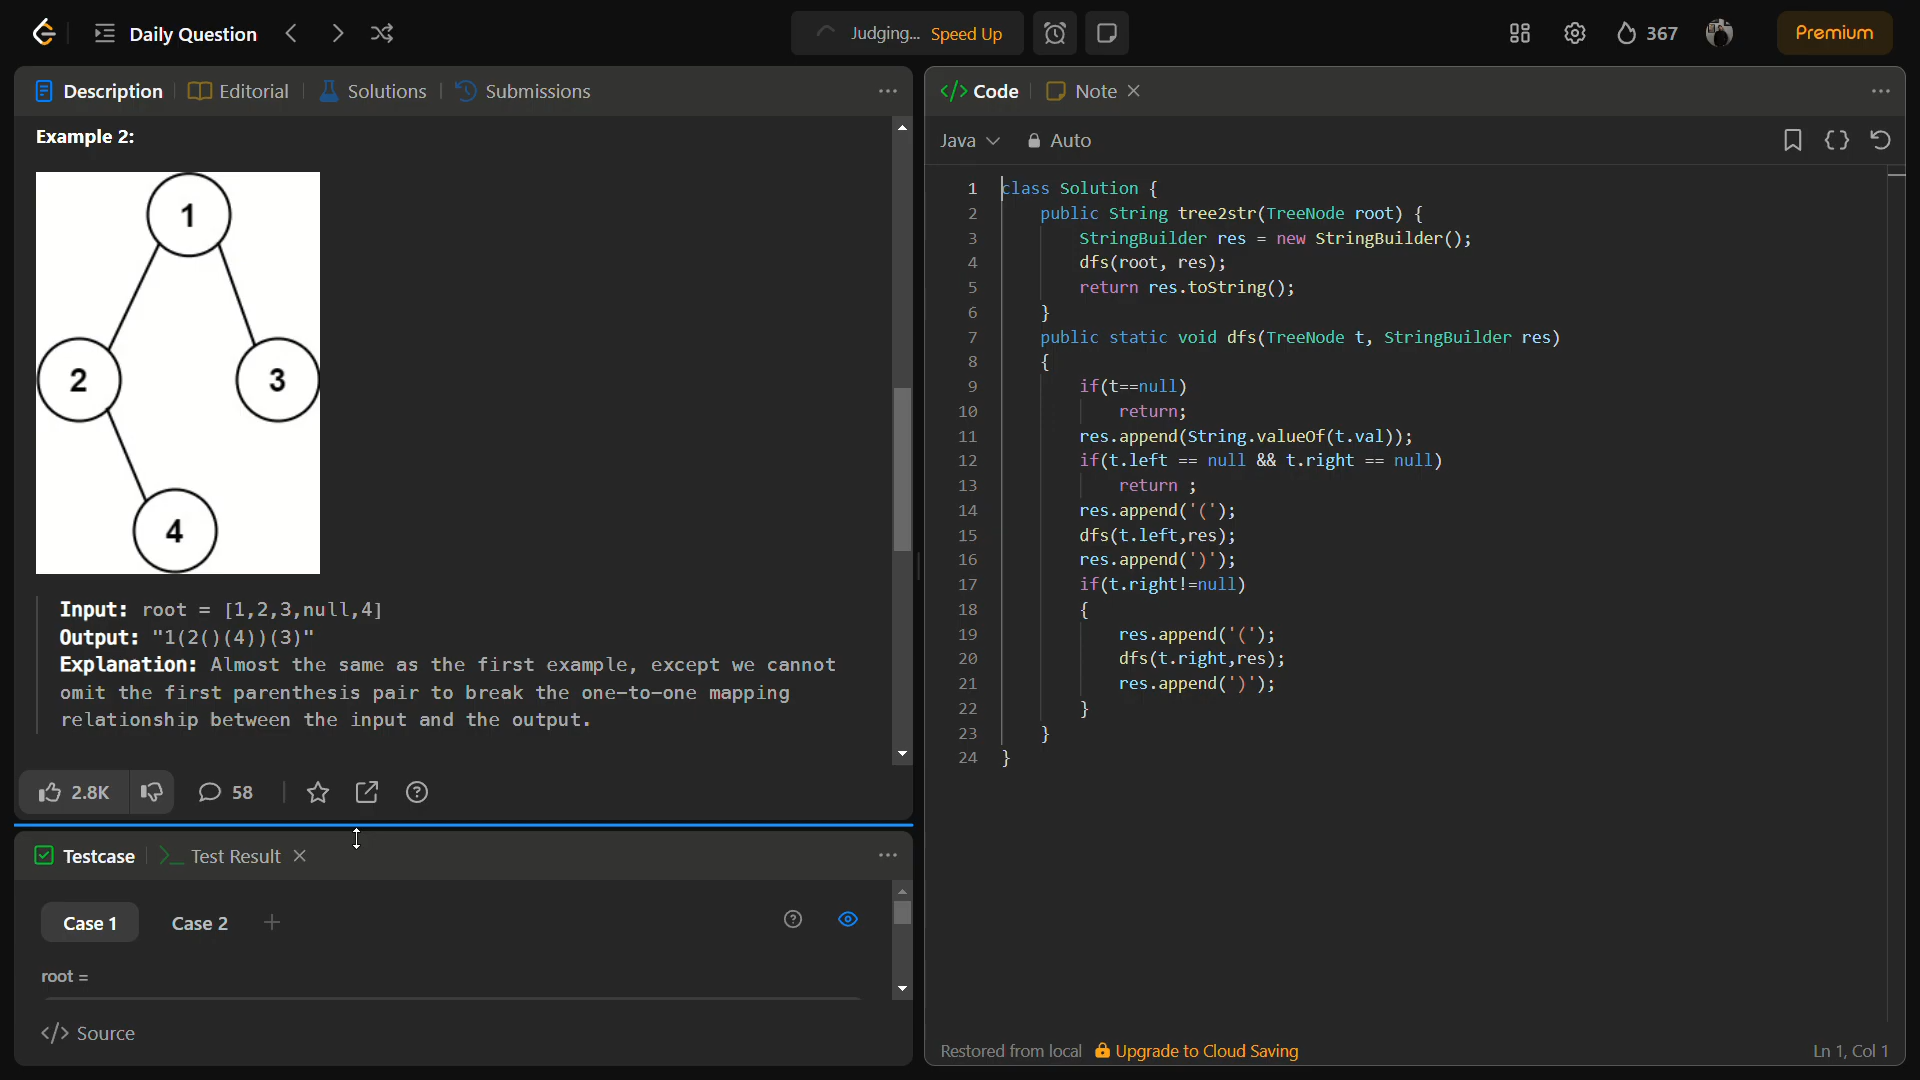 Daily Question
Judging... Speed Up
367
Premium
Description
Editorial
Solutions
Submissions
Example 2:
1
2
3
4
Input: root = [1,2,3,null,4]
Output: "1(2()(4))(3)"
Explanation: Almost the same as the first example, except we cannot
omit the first parenthesis pair to break the one-to-one mapping
relationship between the input and the output.
2.8K
58
Testcase
Test Result
Case 1
Case 2
root =
</> Source
</> Code
Note
Java
Auto
1 class Solution {
2 public String tree2str(TreeNode root) {
3 StringBuilder res = new StringBuilder();
4 dfs(root, res);
5 return res.toString();
6 }
7 public static void dfs(TreeNode t, StringBuilder res)
8 {
9 if(t==null)
10 return;
11 res.append(String.valueOf(t.val));
12 if(t.left == null && t.right == null)
13 return ;
14 res.append('(');
15 dfs(t.left,res);
16 res.append(')');
17 if(t.right!=null)
18 {
19 res.append('(');
20 dfs(t.right,res);
21 res.append(')');
22 }
23 }
24 }
Restored from local
Upgrade to Cloud Saving
Ln 1, Col 1